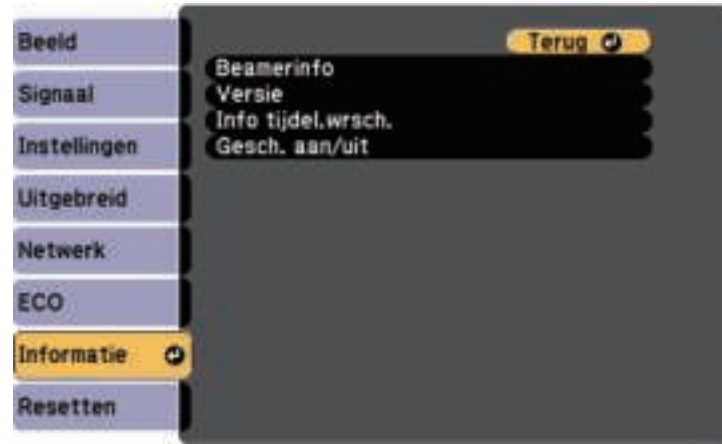 Beeld
Signaal
Instellingen
Uitgebreid
Netwerk
ECO
Informatie
Resetten
Terug
Beamerinfo
Versie
Info tijdel.wrsch.
Gesch. aan/uit